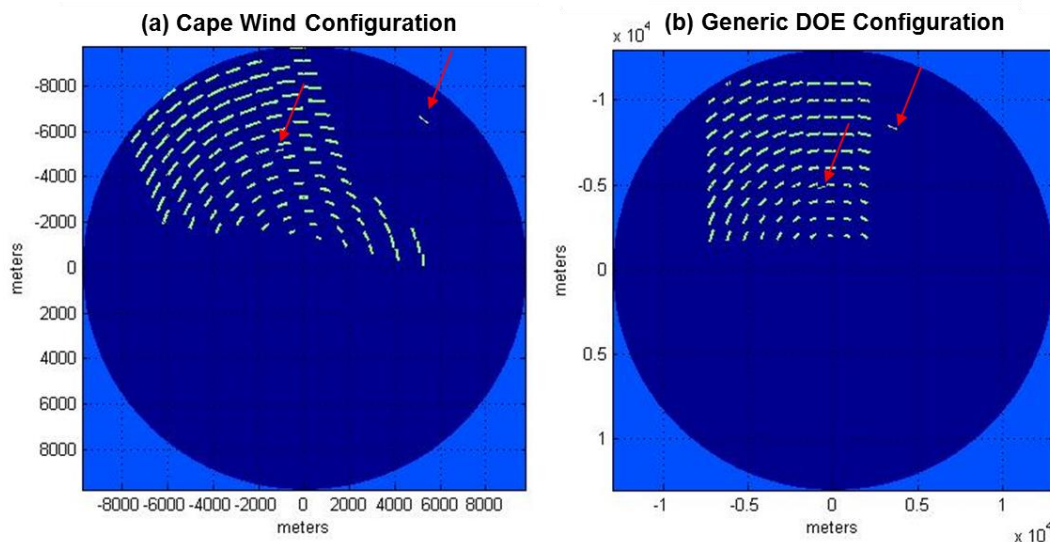 (a) Cape Wind Configuration
-8000
-6000
-4000
-2000
0
2000
4000
6000
8000
meters
-8000 -6000 -4000 -2000 0 2000 4000 6000 8000
meters
(b) Generic DOE Configuration
x 10^4
-1
-0.5
0
0.5
1
meters
-1 -0.5 0 0.5 1
meters
x 10^4